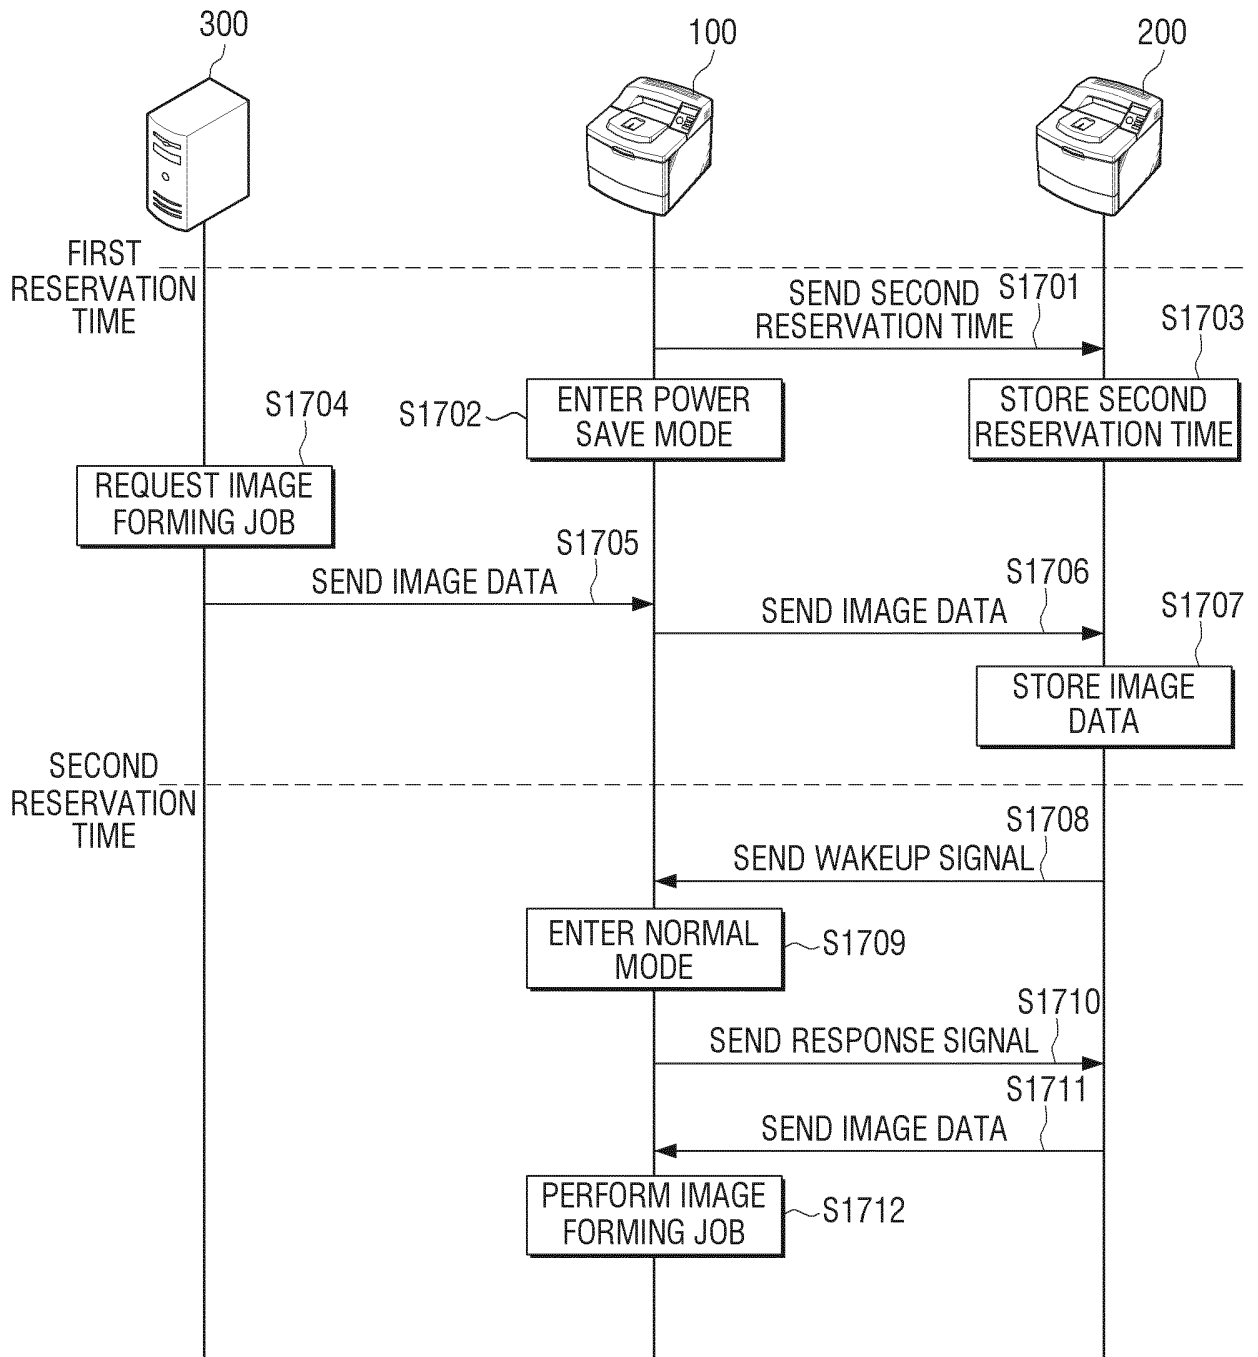 300
100
200
FIRST
RESERVATION
TIME
SEND SECOND
RESERVATION TIME
S1701
S1703
S1704
S1702
ENTER POWER
SAVE MODE
STORE SECOND
RESERVATION TIME
REQUEST IMAGE
FORMING JOB
S1705
SEND IMAGE DATA
S1706
SEND IMAGE DATA
S1707
STORE IMAGE
DATA
SECOND
RESERVATION
TIME
S1708
SEND WAKEUP SIGNAL
ENTER NORMAL
MODE
S1709
S1710
SEND RESPONSE SIGNAL
S1711
SEND IMAGE DATA
PERFORM IMAGE
FORMING JOB
S1712